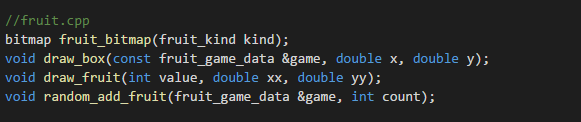 //fruit.cpp
bitmap fruit_bitmap(fruit_kind kind);
void draw_box(const fruit_game_data &game, double x, double y);
void draw_fruit(int value, double xx, double yy);
void random_add_fruit(fruit_game_data &game, int count);